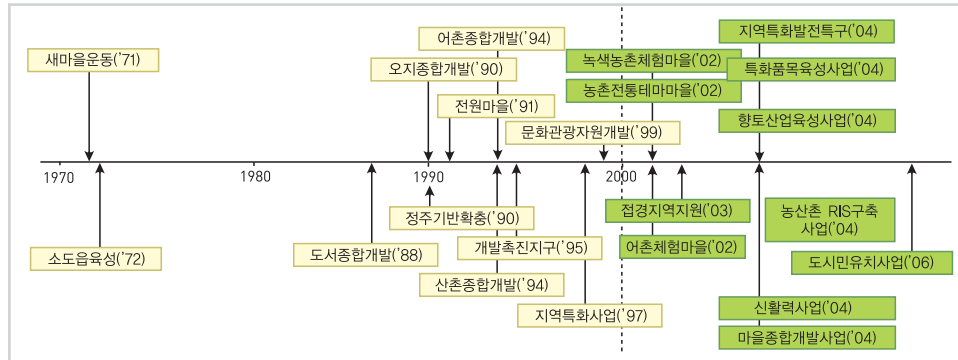 어촌종합개발('94)
지역특화발전특구('04)
새마을운동('71)
오지종합개발('90)
녹색농촌체험마을('02)
특화품목육성사업('04)
전원마을('91)
농촌전통테마마을('02)
문화관광자원개발('99)
향토산업육성사업('04)
1970
1980
1990
2000
정주기반확충('90)
접경지역지원('03)
농산촌 RIS구축
사업('04)
소도읍육성('72)
도서종합개발('88)
개발촉진지구('95)
어촌체험마을('02)
도시민유치사업('06)
산촌종합개발('94)
지역특화사업('97)
신활력사업('04)
마을종합개발사업('04)